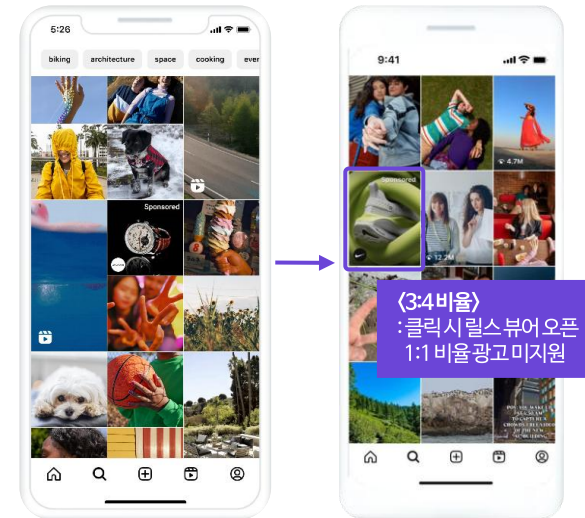 5:26
biking architecture space cooking ever
Sponsored
9:41
4.7M
Sponsored
12.2M
〈3:4 비율〉
: 클릭 시 릴스 뷰어 오픈
1:1 비율 광고 미지원